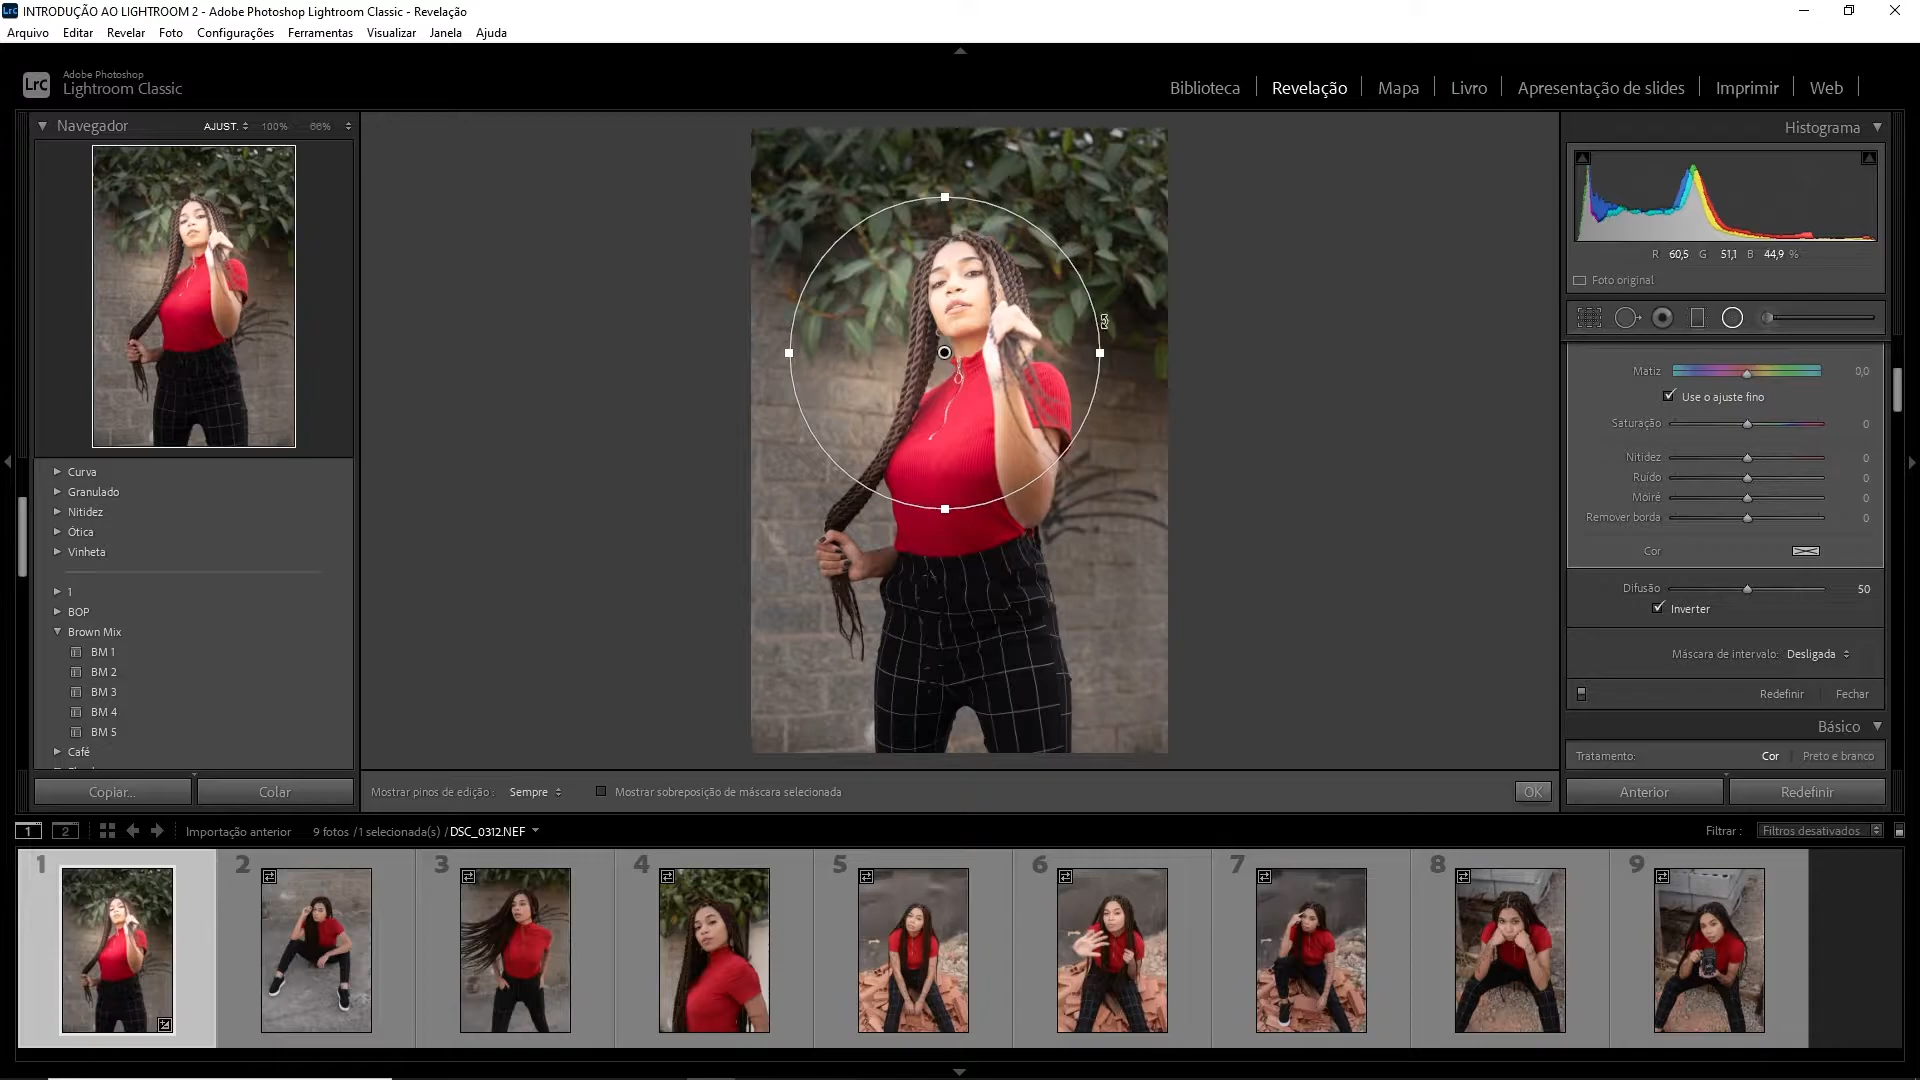 INTRODUÇÃO AO LIGHTROOM 2 - Adobe Photoshop Lightroom Classic - Revelação
Arquivo Editar Revelar Foto Configurações Ferramentas Visualizar Janela Ajuda
LrC Adobe Photoshop
Lightroom Classic
Biblioteca Revelação Mapa Livro Apresentação de slides Imprimir Web
Navegador AJUST. 100% 66%
Curva
Granulado
Nitidez
Ótica
Vinheta
1
BOP
Brown Mix
BM 1
BM 2
BM 3
BM 4
BM 5
Café
Copiar... Colar
Histograma
R 60,5 G 51,1 B 44,9 %
Foto original
Matiz 0,0
Use o ajuste fino
Saturação 0
Nitidez 0
Ruído 0
Moiré 0
Remover borda 0
Cor
Difusão 50
Inverter
Máscara de intervalo: Desligada
Redefinir Fechar
Básico
Tratamento: Cor Preto e branco
Anterior Redefinir
Mostrar pinos de edição : Sempre Mostrar sobreposição de máscara selecionada OK
1 2 Importação anterior 9 fotos /1 selecionada(s) /DSC_0312.NEF Filtrar : Filtros desativados
1 2 3 4 5 6 7 8 9